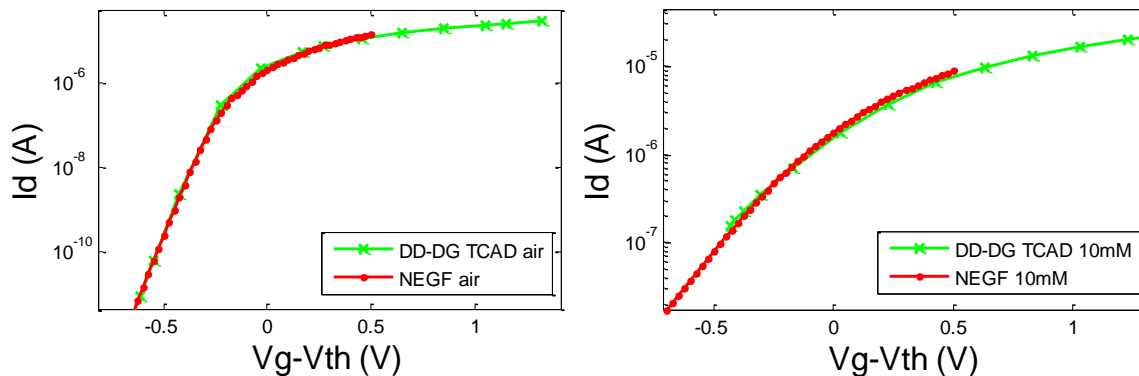 Id (A)
10^-6
10^-8
10^-10
DD-DG TCAD air
NEGF air
-0.5
0
0.5
1
Vg-Vth (V)
Id (A)
10^-5
10^-6
10^-7
DD-DG TCAD 10mM
NEGF 10mM
-0.5
0
0.5
1
Vg-Vth (V)